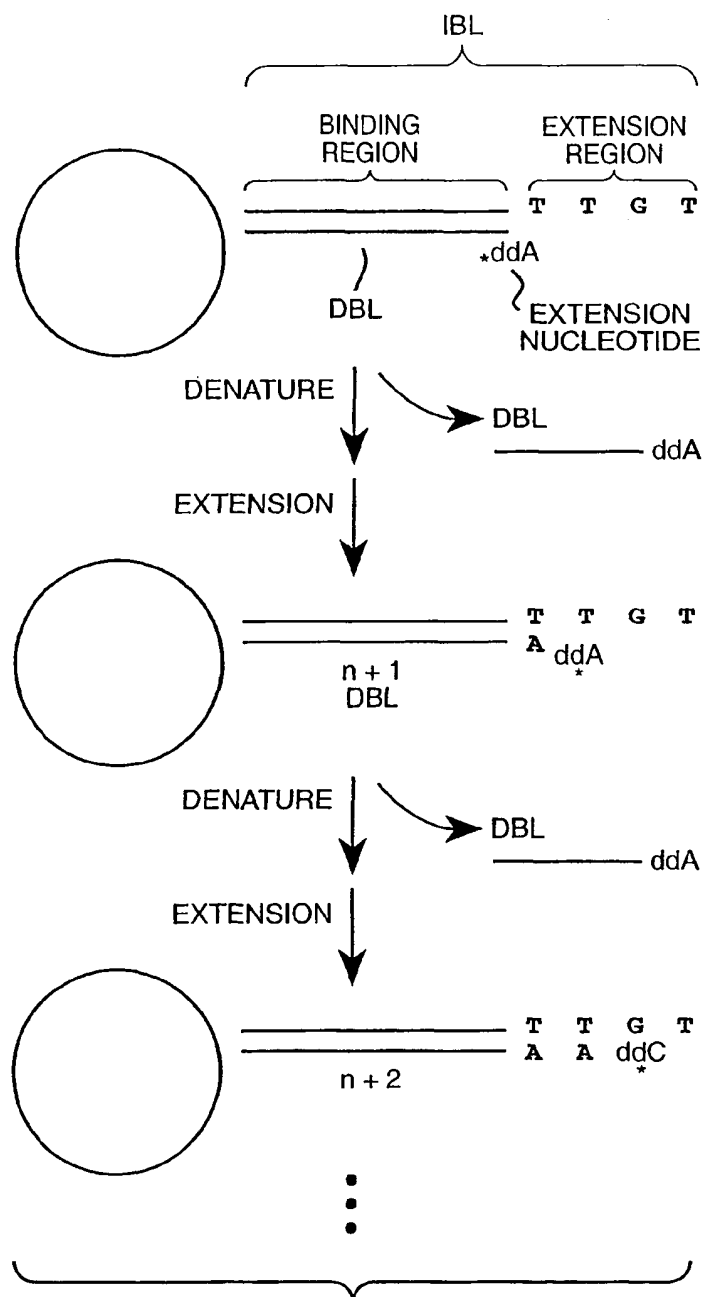 IBL
BINDING
REGION
EXTENSION
REGION
T T G T
*ddA
DBL
EXTENSION
NUCLEOTIDE
DENATURE
DBL
ddA
EXTENSION
T T G T
A ddA
*
n + 1
DBL
DENATURE
DBL
ddA
EXTENSION
T T G T
A A ddC
*
n + 2